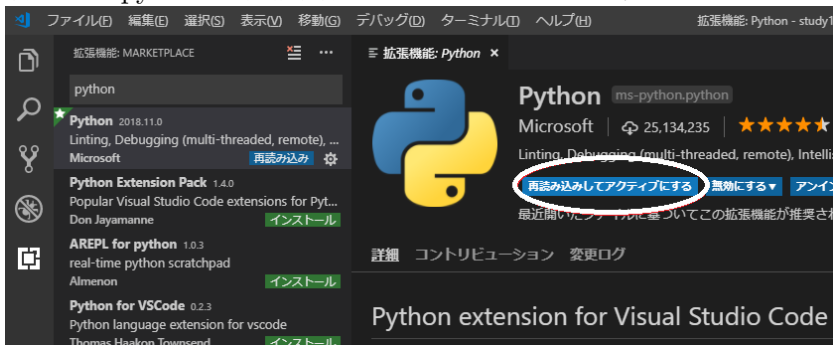 py
ファイル(F) 編集(E) 選択(S) 表示(V) 移動(G) デバッグ(D) ターミナル(T) ヘルプ(H) 拡張機能: Python - study1
拡張機能: MARKETPLACE
python
Python 2018.11.0
Linting, Debugging (multi-threaded, remote), ...
Microsoft 再読み込み
Python Extension Pack 1.4.0
Popular Visual Studio Code extensions for Pyt...
Don Jayamanne インストール
AREPL for python 1.0.3
real-time python scratchpad
Almenon インストール
Python for VSCode 0.2.3
Python language extension for vscode
Thomas Haakon Townsend インストール
拡張機能: Python ×
Python ms-python.python
Microsoft 25,134,235
Linting, Debugging (multi-threaded, remote), Intellis
再読み込みしてアクティブにする 無効にする▼ アンイン
最近開いたファイルに基づいてこの拡張機能が推奨され
詳細 コントリビューション 変更ログ
Python extension for Visual Studio Code